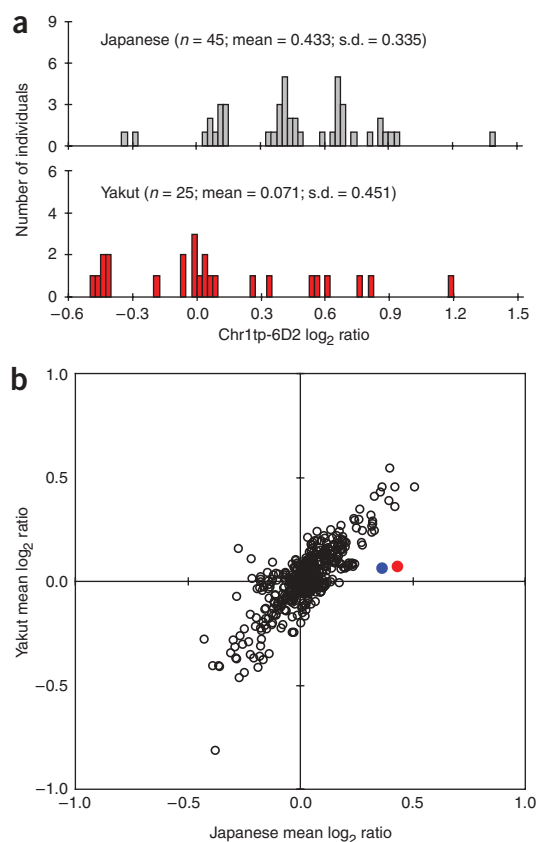 a
9
6
3
0
Japanese (n = 45; mean = 0.433; s.d. = 0.335)
Number of individuals
6
4
2
0
Yakut (n = 25; mean = 0.071; s.d. = 0.451)
−0.6 −0.3 0.0 0.3 0.6 0.9 1.2 1.5
Chr1tp-6D2 log2 ratio
b
1.0
0.5
0.0
−0.5
−1.0
Yakut mean log2 ratio
−1.0 −0.5 0.0 0.5 1.0
Japanese mean log2 ratio